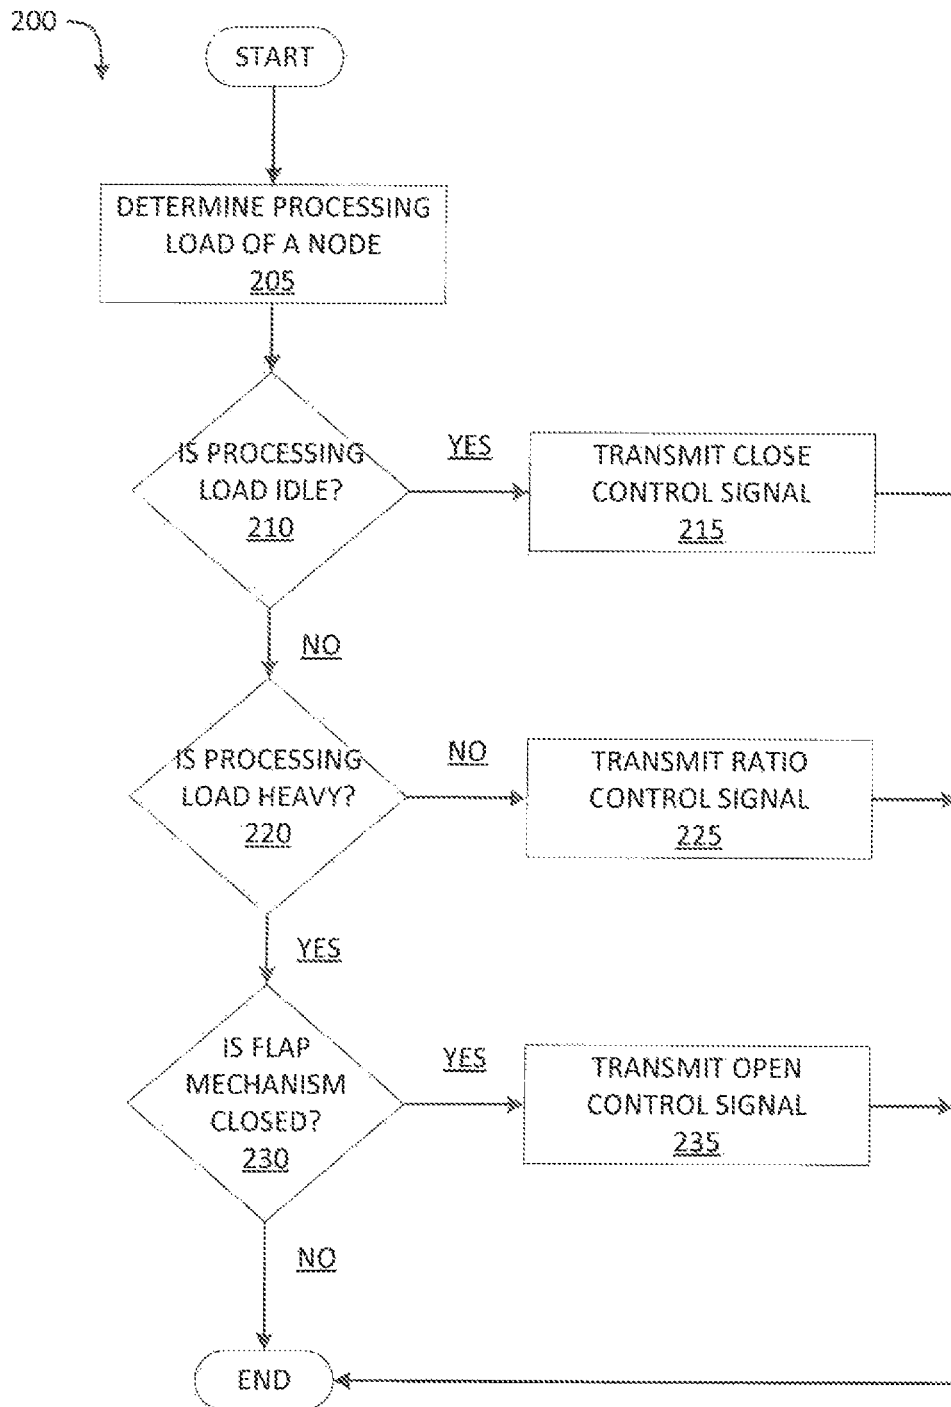 200
START
DETERMINE PROCESSING
LOAD OF A NODE
205
IS PROCESSING
LOAD IDLE?
210
YES
TRANSMIT CLOSE
CONTROL SIGNAL
215
NO
IS PROCESSING
LOAD HEAVY?
220
NO
TRANSMIT RATIO
CONTROL SIGNAL
225
YES
IS FLAP
MECHANISM
CLOSED?
230
YES
TRANSMIT OPEN
CONTROL SIGNAL
235
NO
END